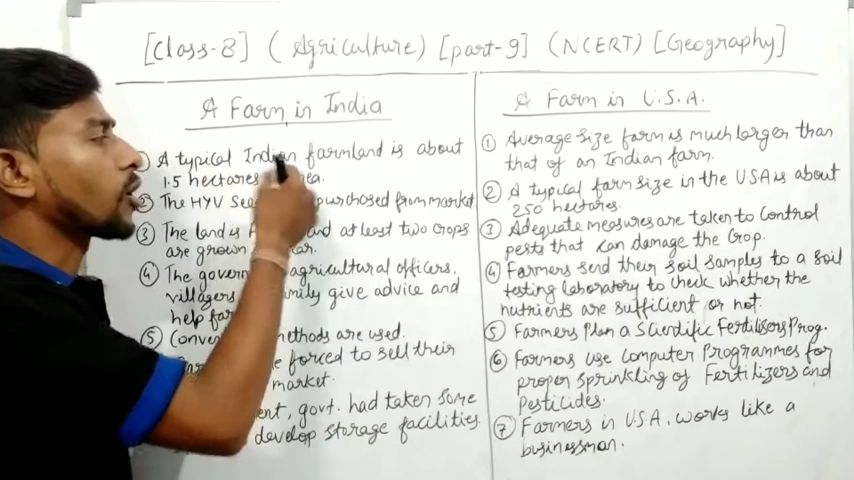 [Class-8] ( Agriculture) [part-9] (NCERT) [Geography]
A Farm in India
① A typical Indian farmland is about
1.5 hectares
② The HYV purchased from market
③ The land is at least two crops
are grown
④ The agricultural officers,
villagers give advice and
help
⑤ methods are used.
forced to sell their
market.
govt. had taken some
develop storage facilities.
A Farm in U.S.A.
① Average size farm is much larger than
that of an Indian farm.
② A typical farm size in the U.S.A is about
250 hectares.
③ Adequate measures are taken to control
pests that can damage the crop.
④ Farmers send their soil samples to a soil
testing laboratory to check whether the
nutrients are sufficient or not.
⑤ Farmers Plan a Scientific Fertilisers Prog.
⑥ Farmers use Computer Programmes for
proper sprinkling of Fertilizers and
Pesticides.
⑦ Farmers in U.S.A. works like a
businessman.